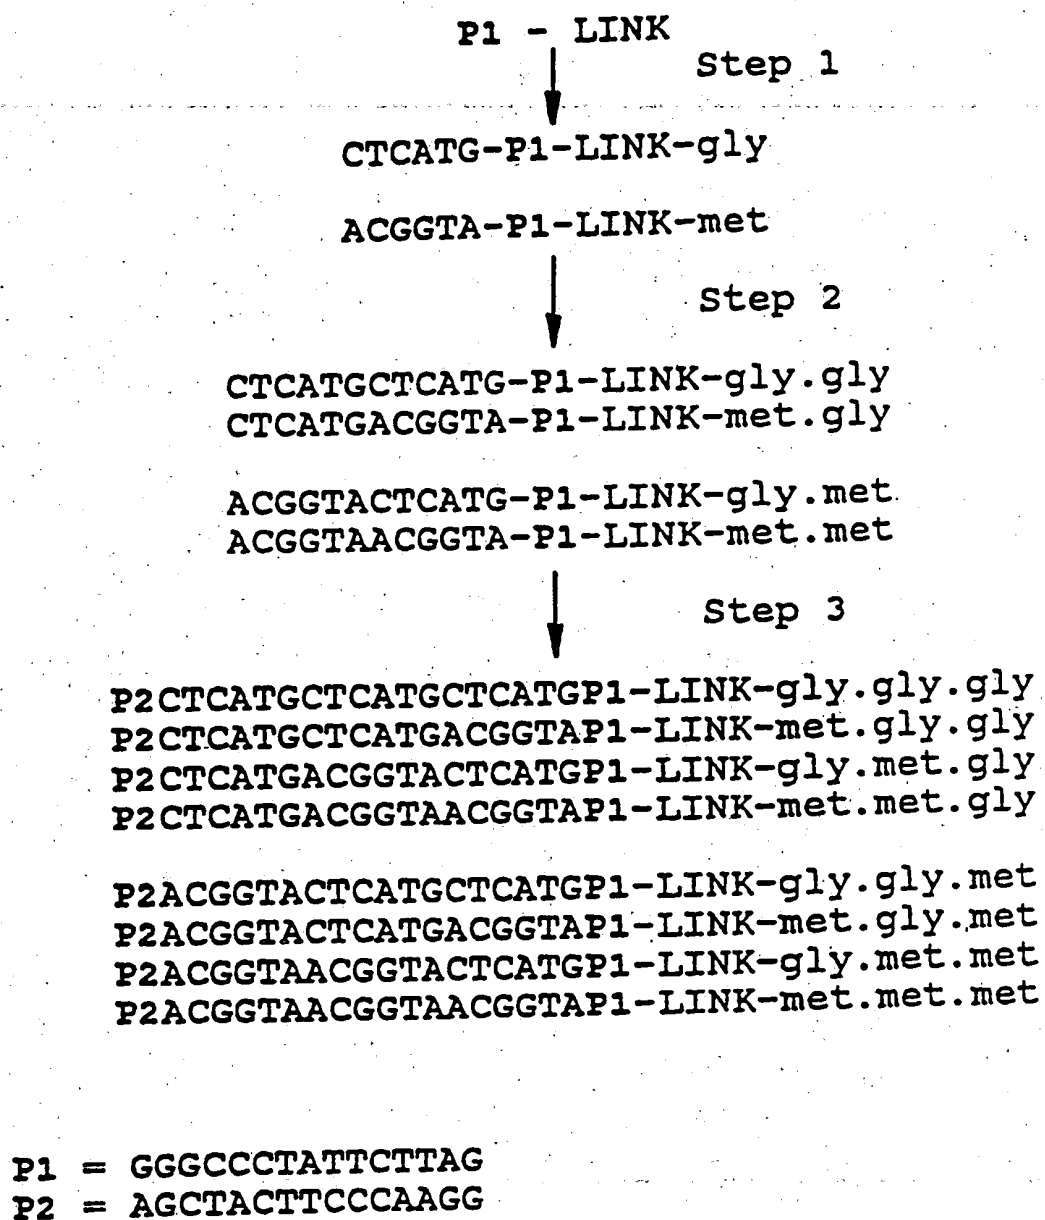 P1 - LINK
Step 1
CTCATG-P1-LINK-gly
ACGGTA-P1-LINK-met
Step 2
CTCATGCTCATG-P1-LINK-gly.gly
CTCATGACGGTA-P1-LINK-met.gly
ACGGTACTCATG-P1-LINK-gly.met
ACGGTAACGGTA-P1-LINK-met.met
Step 3
P2CTCATGCTCATGCTCATGP1-LINK-gly.gly.gly
P2CTCATGCTCATGACGGTAP1-LINK-met.gly.gly
P2CTCATGACGGTACTCATGP1-LINK-gly.met.gly
P2CTCATGACGGTAACGGTAP1-LINK-met.met.gly
P2ACGGTACTCATGCTCATGP1-LINK-gly.gly.met
P2ACGGTACTCATGACGGTAP1-LINK-met.gly.met
P2ACGGTAACGGTACTCATGP1-LINK-gly.met.met
P2ACGGTAACGGTAACGGTAP1-LINK-met.met.met
P1 = GGGCCCTATTCTTAG
P2 = AGCTACTTCCCAAGG